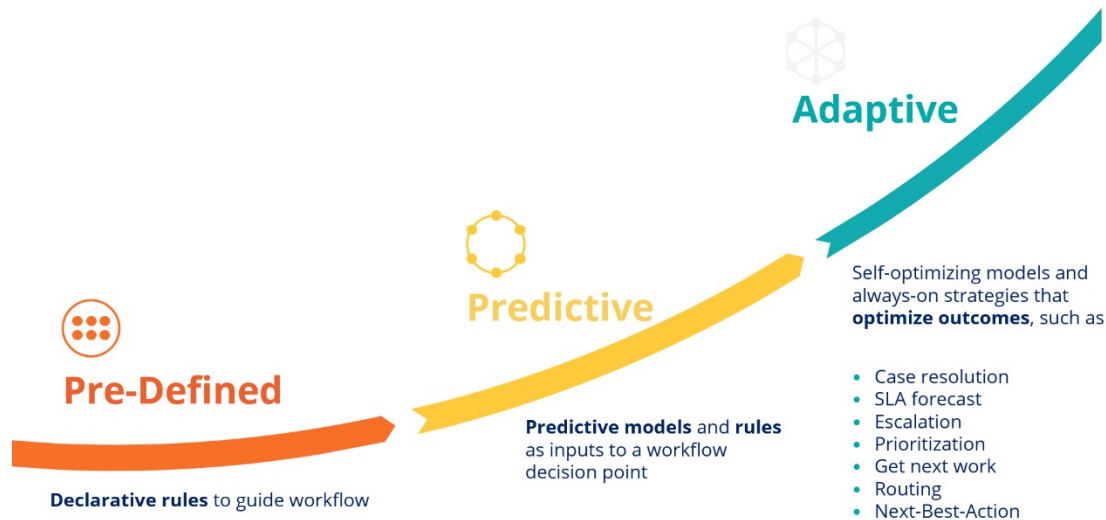 Adaptive
Predictive
Pre-Defined
Self-optimizing models and
always-on strategies that
optimize outcomes, such as
• Case resolution
• SLA forecast
• Escalation
• Prioritization
• Get next work
• Routing
• Next-Best-Action
Predictive models and rules
as inputs to a workflow
decision point
Declarative rules to guide workflow